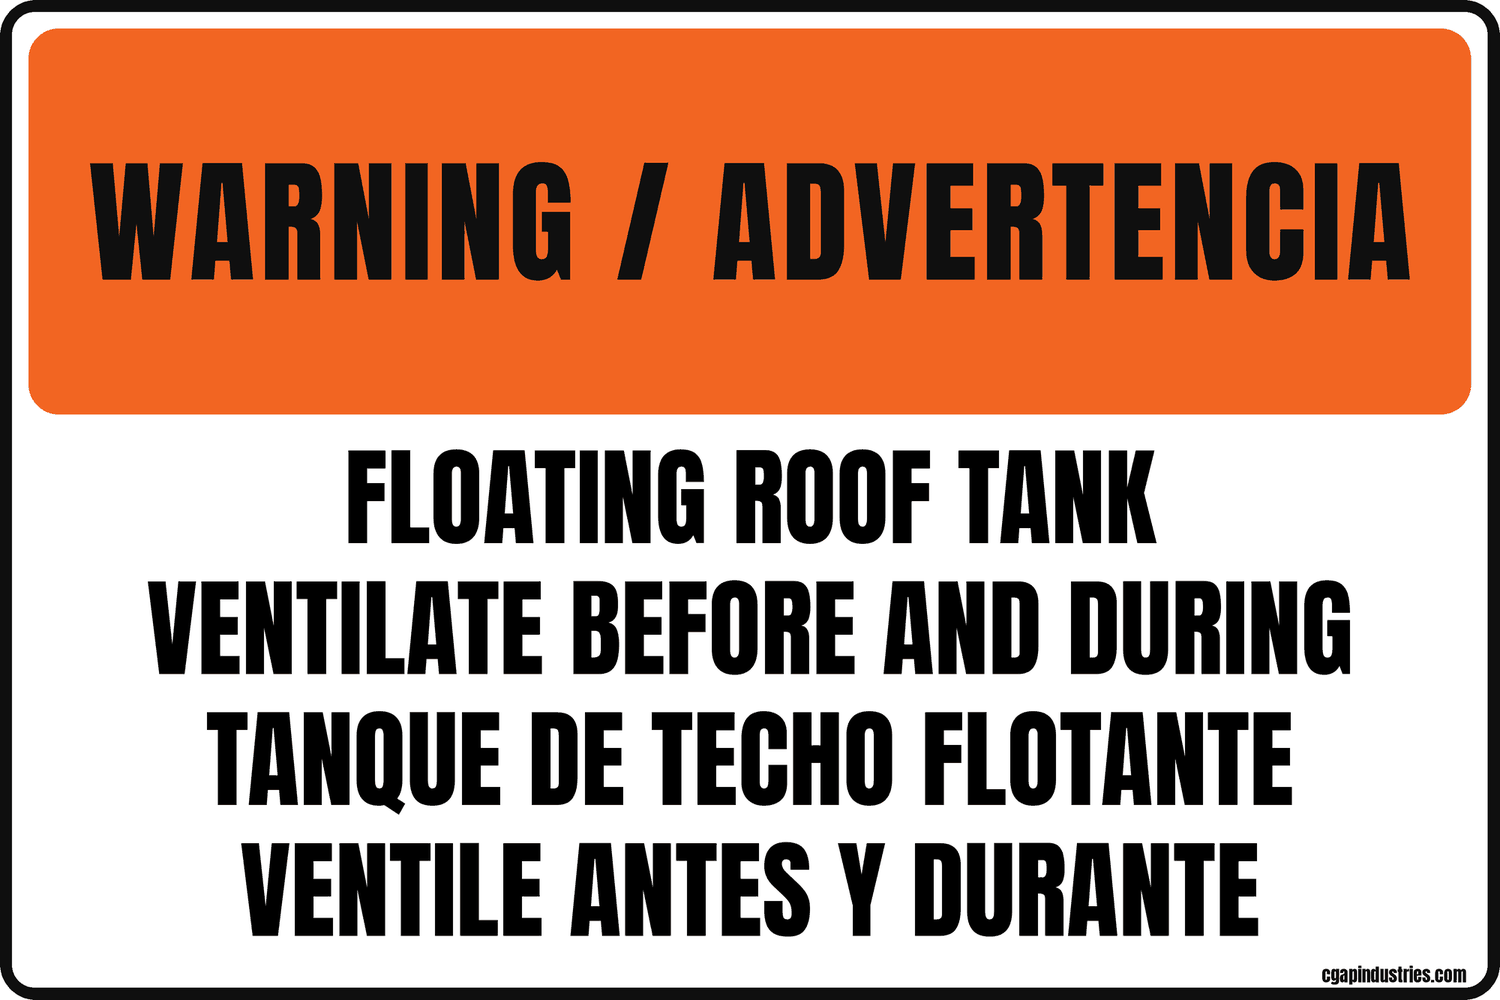 WARNING / ADVERTENCIA
FLOATING ROOF TANK
VENTILATE BEFORE AND DURING
TANQUE DE TECHO FLOTANTE
VENTILE ANTES Y DURANTE
cgapindustries.com